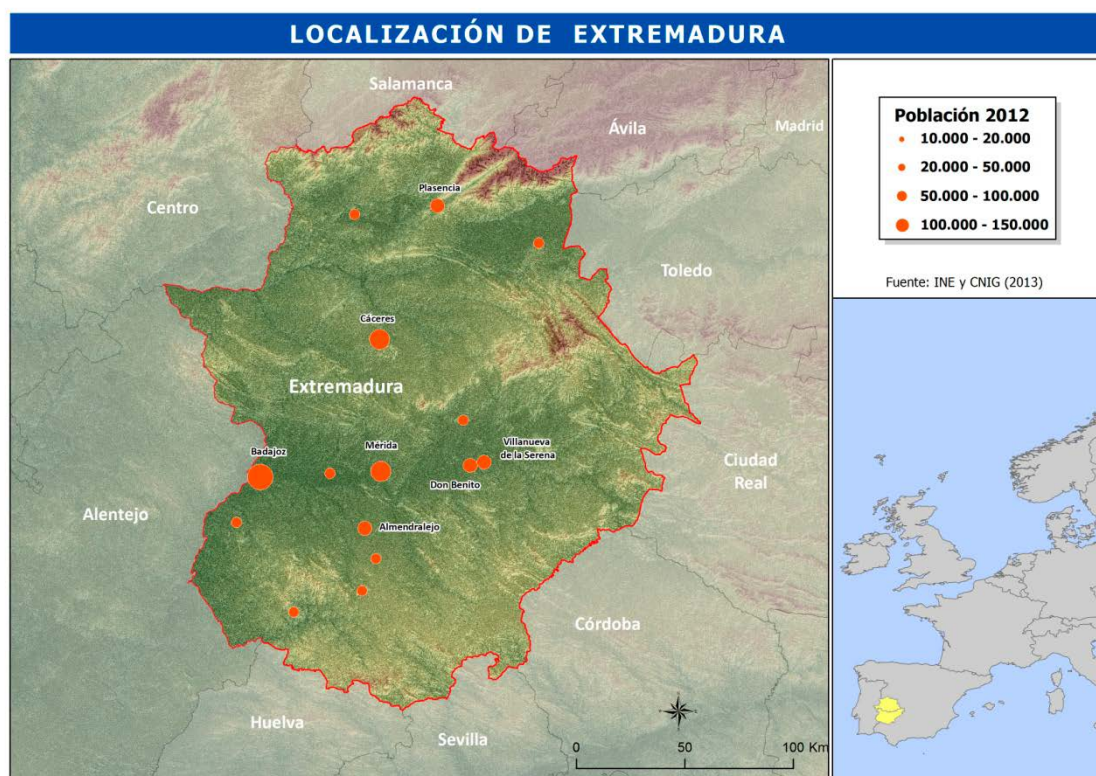 LOCALIZACIÓN DE EXTREMADURA
Salamanca
Ávila
Madrid
Plasencia
Centro
Toledo
Cáceres
Extremadura
Badajoz
Mérida
Villanueva
de la Serena
Don Benito
Ciudad
Real
Alentejo
Almendralejo
Córdoba
Huelva
Sevilla
0 50 100 Km
Población 2012
10.000 - 20.000
20.000 - 50.000
50.000 - 100.000
100.000 - 150.000
Fuente: INE y CNIG (2013)